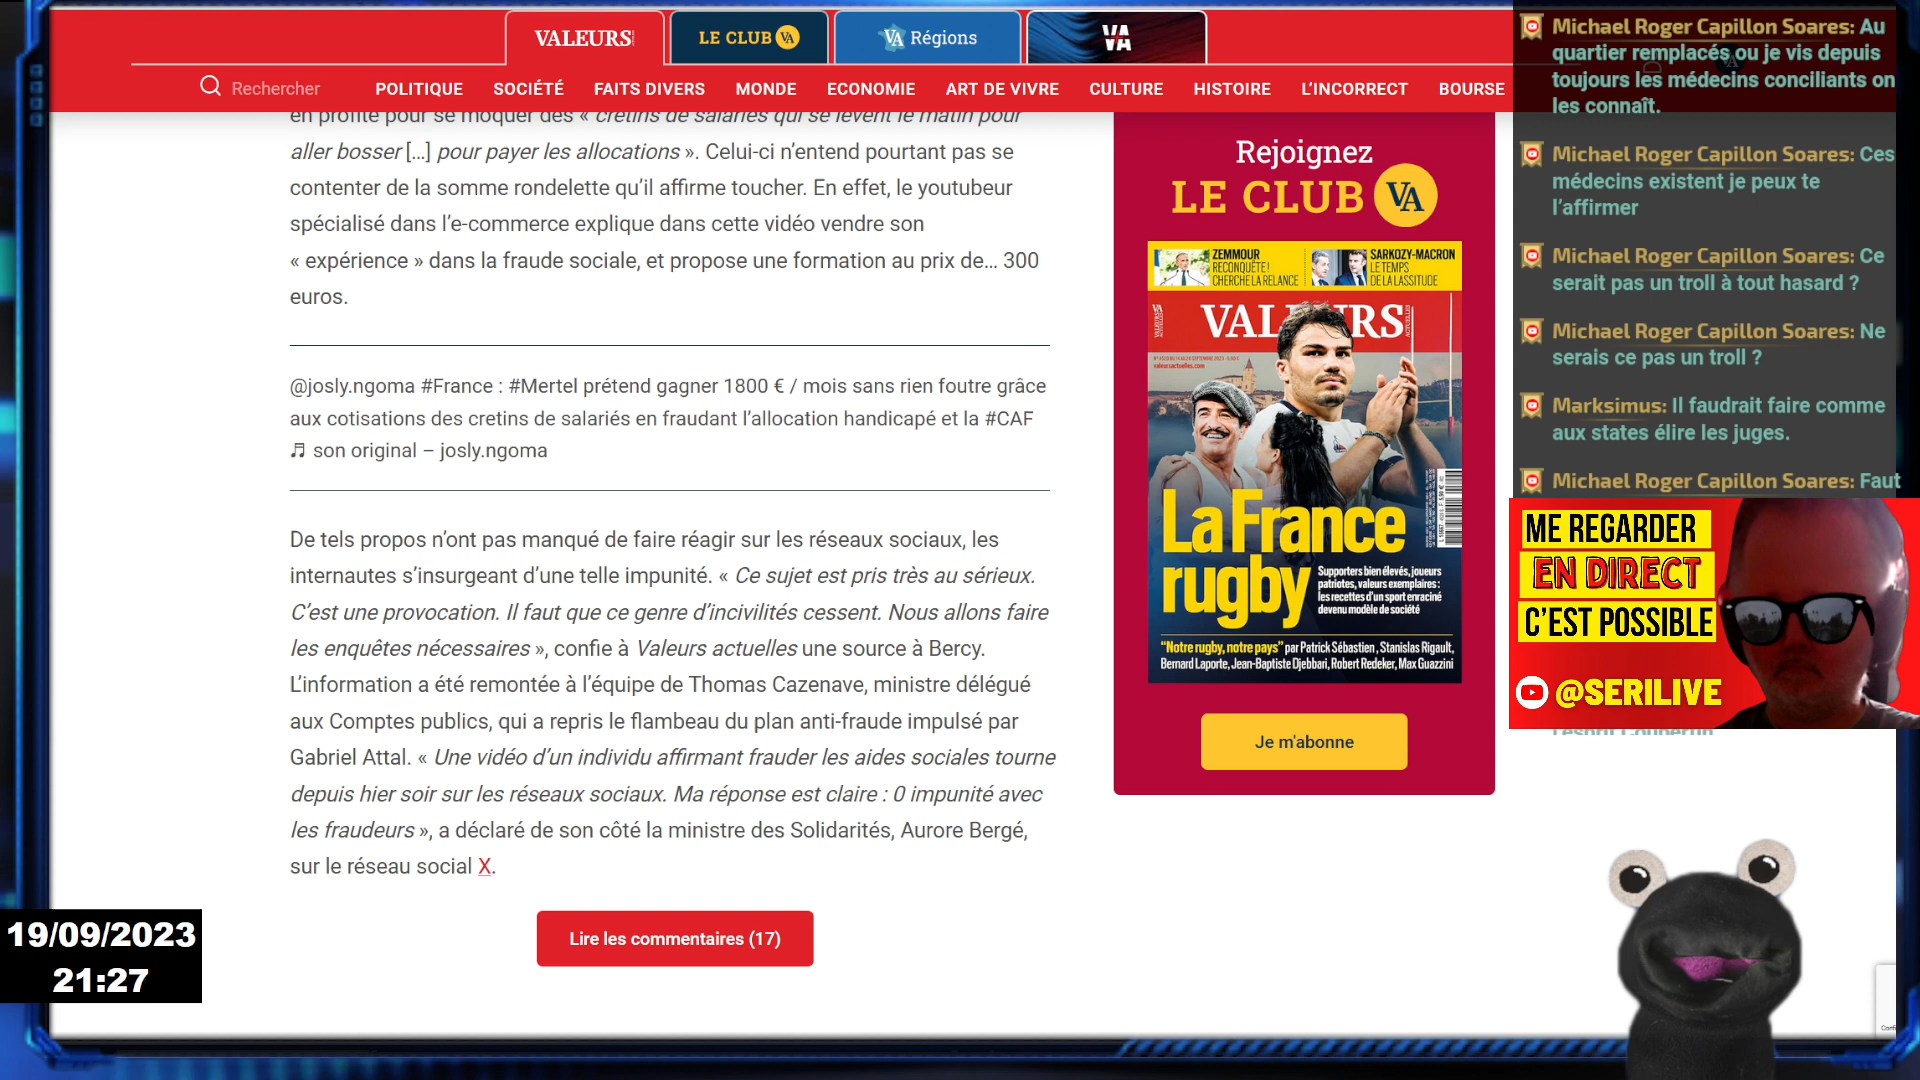 VALEURS
LE CLUB VA
VA Régions
VA
Rechercher
POLITIQUE SOCIÉTÉ FAITS DIVERS MONDE ECONOMIE ART DE VIVRE CULTURE HISTOIRE L'INCORRECT BOURSE
en profite pour se moquer des « crétins de salariés qui se lèvent le matin pour
aller bosser […] pour payer les allocations ». Celui-ci n'entend pourtant pas se
contenter de la somme rondelette qu'il affirme toucher. En effet, le youtubeur
spécialisé dans l'e-commerce explique dans cette vidéo vendre son
« expérience » dans la fraude sociale, et propose une formation au prix de… 300
euros.
@josly.ngoma #France : #Mertel prétend gagner 1800 € / mois sans rien foutre grâce
aux cotisations des cretins de salariés en fraudant l'allocation handicapé et la #CAF
♬ son original – josly.ngoma
De tels propos n'ont pas manqué de faire réagir sur les réseaux sociaux, les
internautes s'insurgeant d'une telle impunité. « Ce sujet est pris très au sérieux.
C'est une provocation. Il faut que ce genre d'incivilités cessent. Nous allons faire
les enquêtes nécessaires », confie à Valeurs actuelles une source à Bercy.
L'information a été remontée à l'équipe de Thomas Cazenave, ministre délégué
aux Comptes publics, qui a repris le flambeau du plan anti-fraude impulsé par
Gabriel Attal. « Une vidéo d'un individu affirmant frauder les aides sociales tourne
depuis hier soir sur les réseaux sociaux. Ma réponse est claire : 0 impunité avec
les fraudeurs », a déclaré de son côté la ministre des Solidarités, Aurore Bergé,
sur le réseau social X.
Lire les commentaires (17)
Rejoignez
LE CLUB VA
ZEMMOUR
RECONQUÊTE!
CHERCHE LA RELANCE
SARKOZY-MACRON
LE TEMPS
DE LA LASSITUDE
VALEURS
valeursactuelles.com
La France
rugby
Supporters bien élevés, joueurs
patriotes, valeurs exemplaires :
les recettes d'un sport enraciné
devenu modèle de société
"Notre rugby, notre pays" par Patrick Sébastien, Stanislas Rigault,
Bernard Laporte, Jean-Baptiste Djebbari, Robert Redeker, Max Guazzini
Je m'abonne
Michael Roger Capillon Soares: Au
quartier remplacés ou je vis depuis
toujours les médecins conciliants on
les connaît.
Michael Roger Capillon Soares: Ces
médecins existent je peux te
l'affirmer
Michael Roger Capillon Soares: Ce
serait pas un troll à tout hasard ?
Michael Roger Capillon Soares: Ne
serais ce pas un troll ?
Marksimus: Il faudrait faire comme
aux states élire les juges.
Michael Roger Capillon Soares: Faut
ME REGARDER
EN DIRECT
C'EST POSSIBLE
@SERILIVE
19/09/2023
21:27